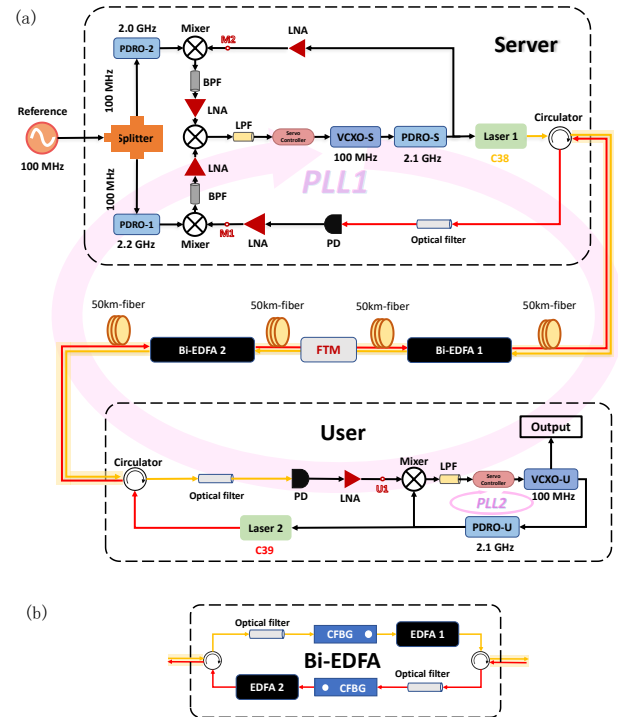 (a)
2.0 GHz
PDRO-2
Mixer
M2
LNA
Server
100 MHz
BPF
LNA
Reference
100 MHz
Splitter
LPF
Servo
Controller
VCXO-S
100 MHz
PDRO-S
2.1 GHz
Laser 1
C38
Circulator
LNA
100 MHz
BPF
PLL1
PDRO-1
2.2 GHz
Mixer
M1
LNA
PD
Optical filter
50km-fiber
50km-fiber
50km-fiber
50km-fiber
Bi-EDFA 2
FTM
Bi-EDFA 1
User
Output
Circulator
Optical filter
PD
LNA
U1
Mixer
LPF
Servo
Controller
VCXO-U
100 MHz
PLL2
Laser 2
C39
PDRO-U
2.1 GHz
(b)
Optical filter
CFBG
EDFA 1
Bi-EDFA
EDFA 2
CFBG
Optical filter